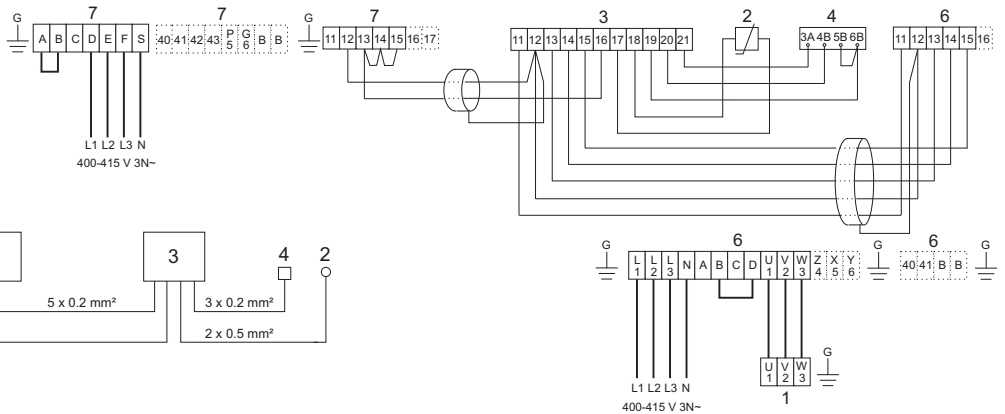 7 7 7 3 2 4 6
G
A B C D E F S
40 41 42 43 P5 G6 B B
G
11 12 13 14 15 16 17
11 12 13 14 15 16 17 18 19 20 21
3A 4B 5B 6B
11 12 13 14 15 16
L1 L2 L3 N
400-415 V 3N~
3
4 2
5 x 0.2 mm²
3 x 0.2 mm²
2 x 0.5 mm²
6 6
G
L1 L2 L3 N A B C D U1 V2 W3 Z4 X5 Y6
G
40 41 B B
G
U1 V2 W3
G
1
L1 L2 L3 N
400-415 V 3N~